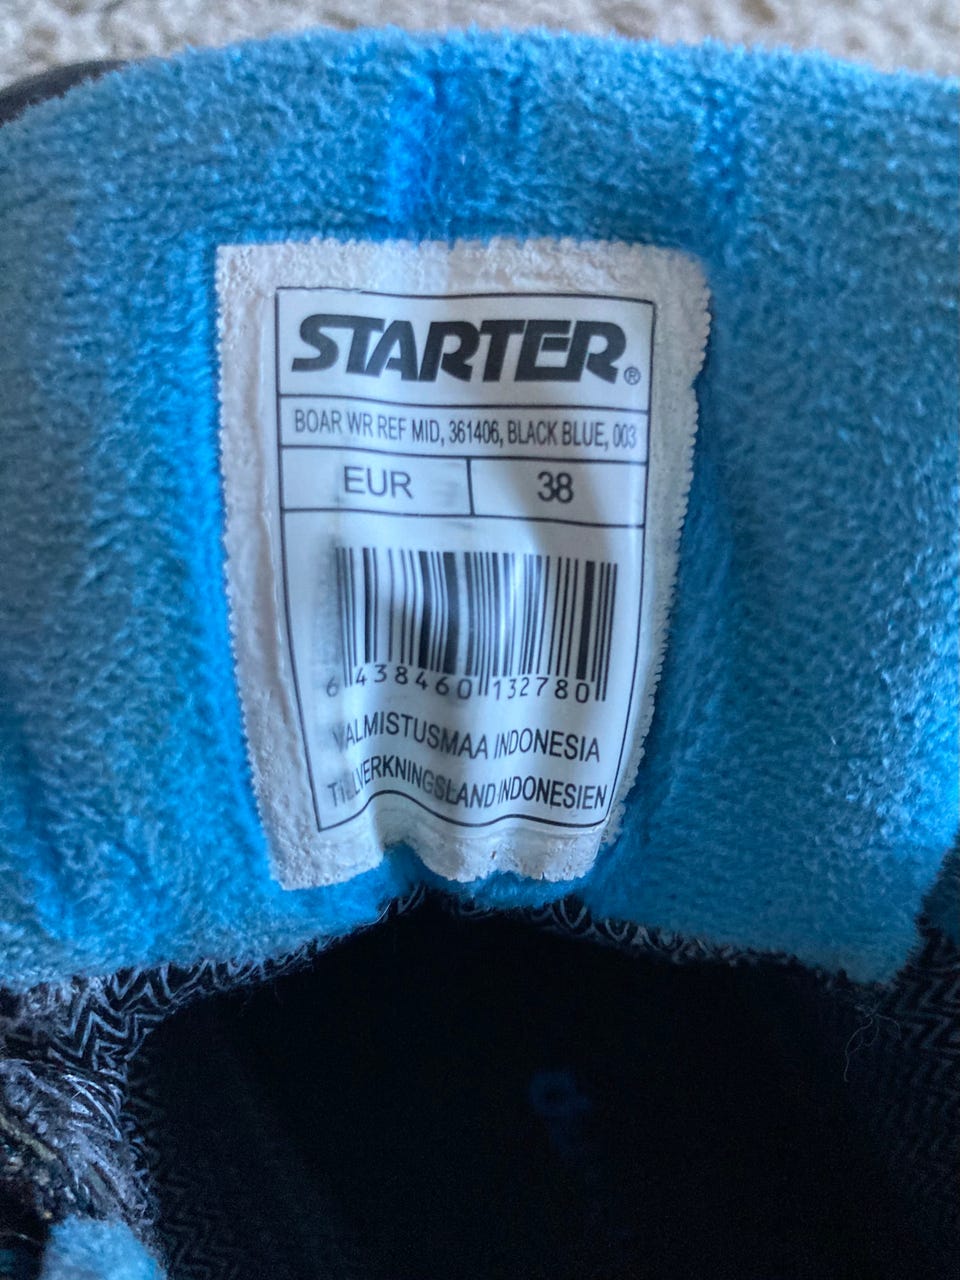 STARTER®
BOAR WR REF MID, 361406, BLACK BLUE, 003
EUR 38
6 438460 132780
VALMISTUSMAA INDONESIA
TILLVERKNINGSLAND INDONESIEN